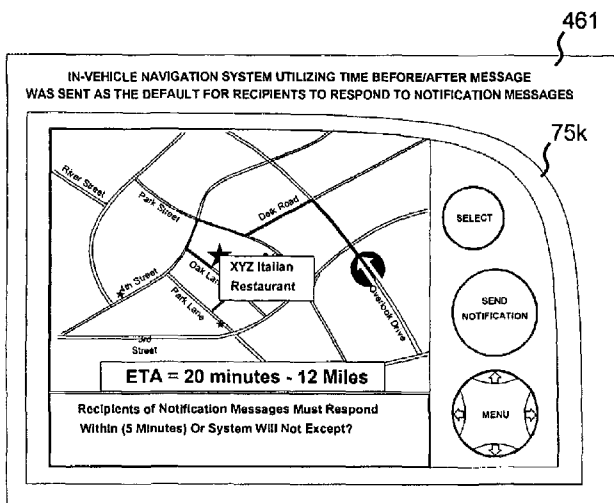 461
IN-VEHICLE NAVIGATION SYSTEM UTILIZING TIME BEFORE/AFTER MESSAGE
WAS SENT AS THE DEFAULT FOR RECIPIENTS TO RESPOND TO NOTIFICATION MESSAGES
75k
River Street
Park Street
Delk Road
SELECT
XYZ Italian
Restaurant
Oak Lane
4th Street
Park Lane
Overlook Drive
SEND
NOTIFICATION
3rd
Street
ETA = 20 minutes - 12 Miles
MENU
Recipients of Notification Messages Must Respond
Within (5 Minutes) Or System Will Not Except?